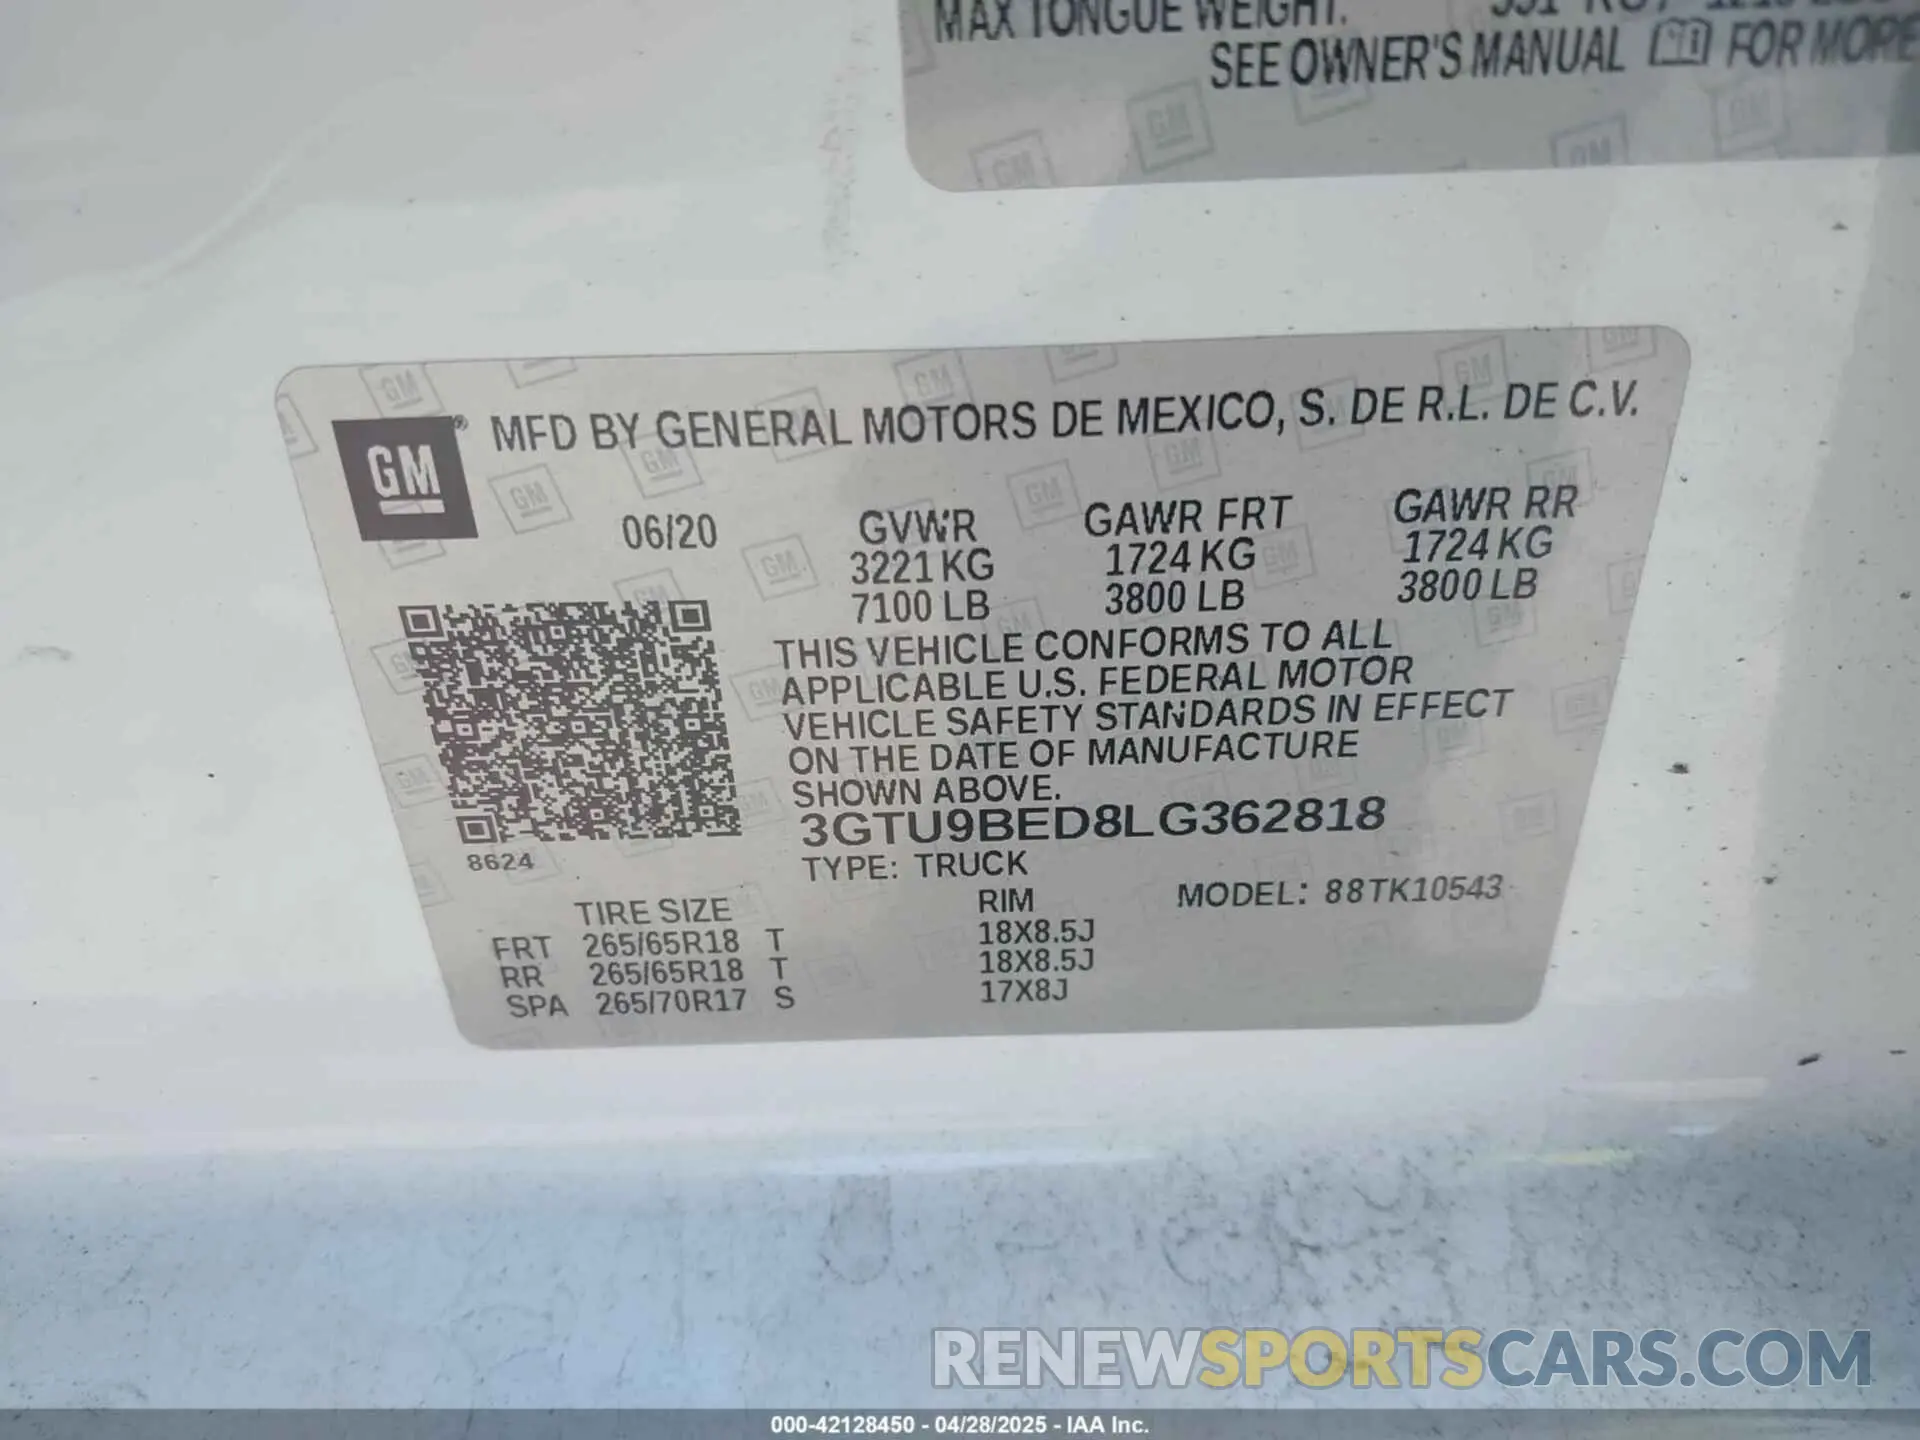 MAX TONGUE WEIGHT:
SEE OWNER'S MANUAL FOR MORE
GM® MFD BY GENERAL MOTORS DE MEXICO, S. DE R.L. DE C.V.
06/20 GVWR GAWR FRT GAWR RR
3221 KG 1724 KG 1724 KG
7100 LB 3800 LB 3800 LB
THIS VEHICLE CONFORMS TO ALL
APPLICABLE U.S. FEDERAL MOTOR
VEHICLE SAFETY STANDARDS IN EFFECT
ON THE DATE OF MANUFACTURE
SHOWN ABOVE.
3GTU9BED8LG362818
8624 TYPE: TRUCK
TIRE SIZE RIM MODEL: 88TK10543
FRT 265/65R18 T 18X8.5J
RR 265/65R18 T 18X8.5J
SPA 265/70R17 S 17X8J
RENEWSPORTSCARS.COM
000-42128450 - 04/28/2025 - IAA Inc.